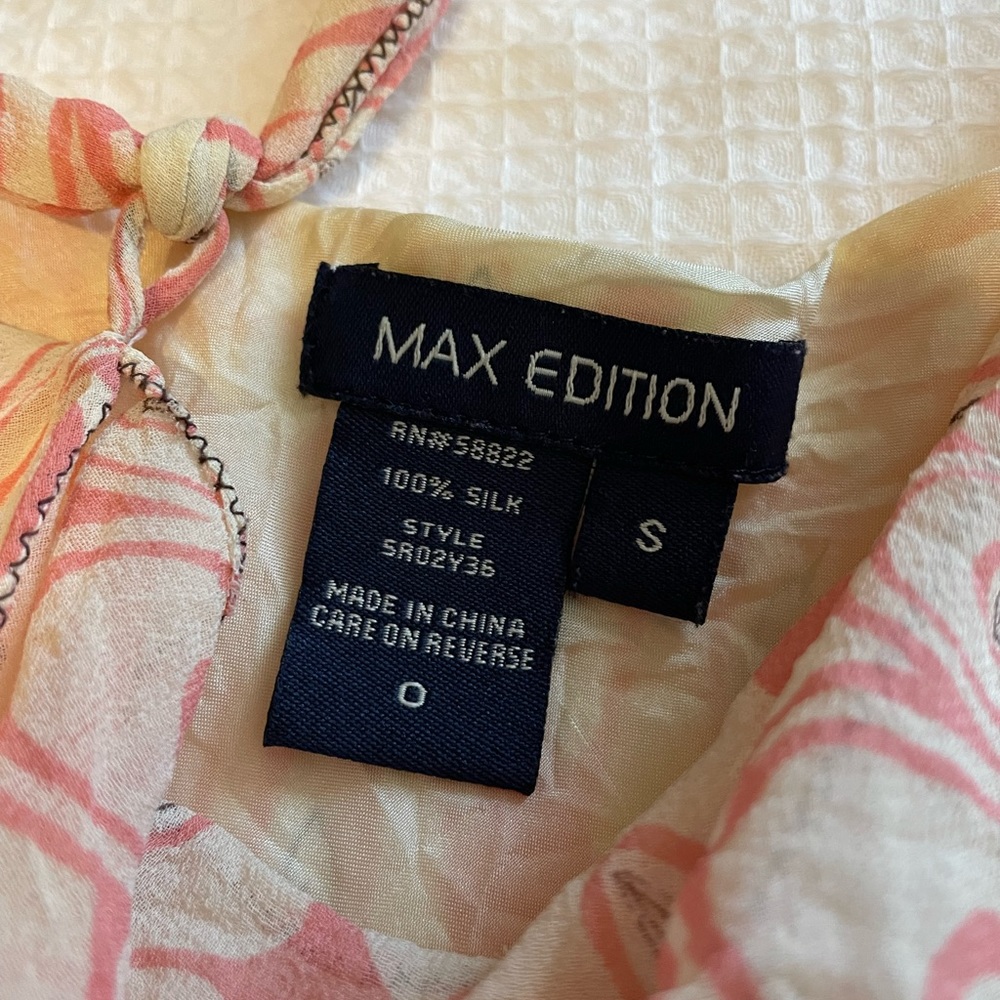 MAX EDITION
RN#58822
100% SILK
STYLE
SR02Y36
MADE IN CHINA
CARE ON REVERSE
O
S